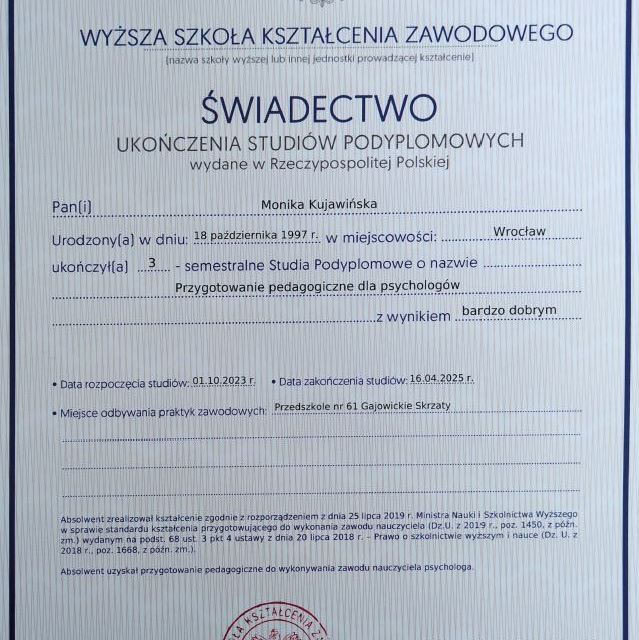 WYŻSZA SZKOŁA KSZTAŁCENIA ZAWODOWEGO
(nazwa szkoły wyższej lub innej jednostki prowadzącej kształcenie)
ŚWIADECTWO
UKOŃCZENIA STUDIÓW PODYPLOMOWYCH
wydane w Rzeczypospolitej Polskiej
Pan(i) Monika Kujawińska
Urodzony(a) w dniu: 18 października 1997 r. w miejscowości: Wrocław
ukończył(a) 3 - semestralne Studia Podyplomowe o nazwie
Przygotowanie pedagogiczne dla psychologów
z wynikiem bardzo dobrym
• Data rozpoczęcia studiów: 01.10.2023 r. • Data zakończenia studiów: 16.04.2025 r.
• Miejsce odbywania praktyk zawodowych: Przedszkole nr 61 Gajowickie Skrzaty
Absolwent zrealizował kształcenie zgodnie z rozporządzeniem z dnia 25 lipca 2019 r. Ministra Nauki i Szkolnictwa Wyższego
w sprawie standardu kształcenia przygotowującego do wykonania zawodu nauczyciela (Dz.U. z 2019 r., poz. 1450, z późn.
zm.) wydanym na podst. 68 ust. 3 pkt 4 ustawy z dnia 20 lipca 2018 r. – Prawo o szkolnictwie wyższym i nauce (Dz. U. z
2018 r., poz. 1668, z późn. zm.).
Absolwent uzyskał przygotowanie pedagogiczne do wykonywania zawodu nauczyciela psychologa.
KSZTAŁCENIA